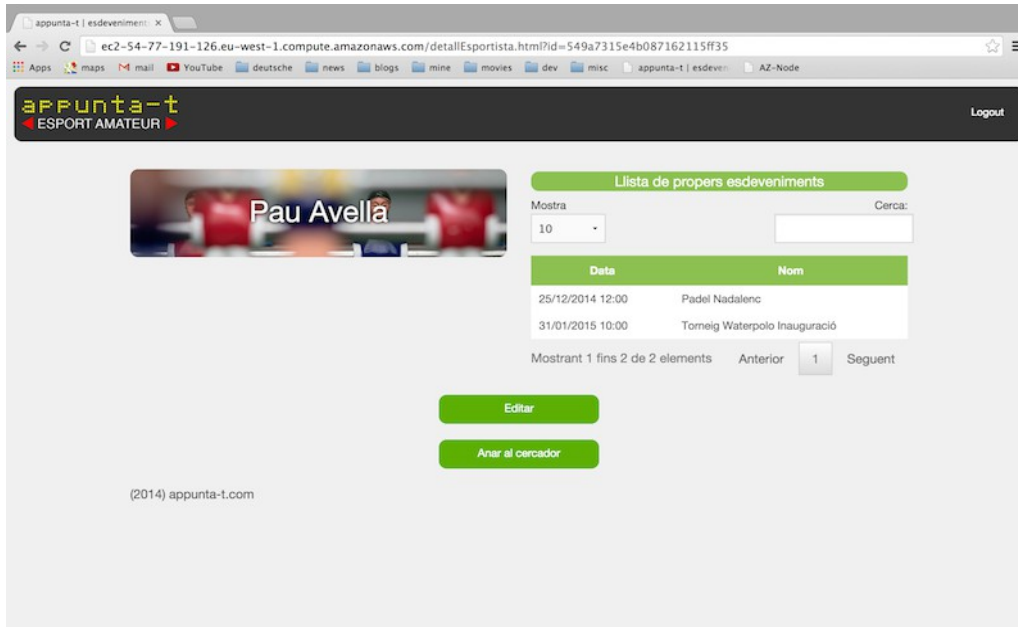 appunta-t | esdeveniment
ec2-54-77-191-126.eu-west-1.compute.amazonaws.com/detallEsportista.html?id=549a7315e4b087162115ff35
Apps maps mail YouTube deutsche news blogs mine movies dev misc appunta-t | esdeven AZ-Node
appunta-t
ESPORT AMATEUR
Logout
Pau Avella
Llista de propers esdeveniments
Mostra Cerca:
10
Data Nom
25/12/2014 12:00 Padel Nadalenc
31/01/2015 10:00 Torneig Waterpolo Inauguració
Mostrant 1 fins 2 de 2 elements Anterior 1 Seguent
Editar
Anar al cercador
(2014) appunta-t.com